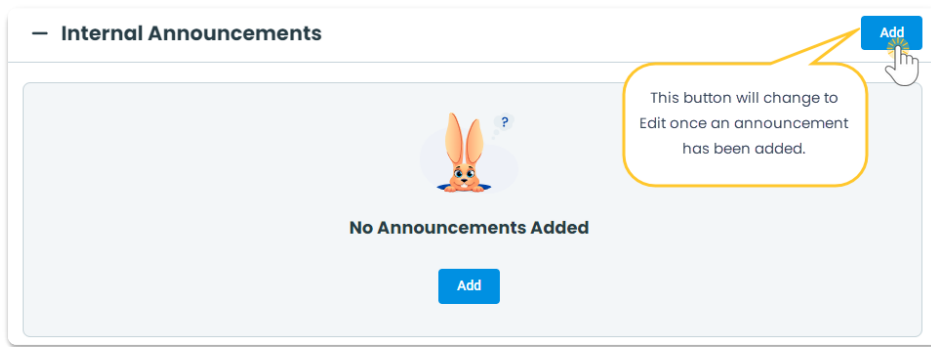 — Internal Announcements
Add
This button will change to
Edit once an announcement
has been added.
?
No Announcements Added
Add